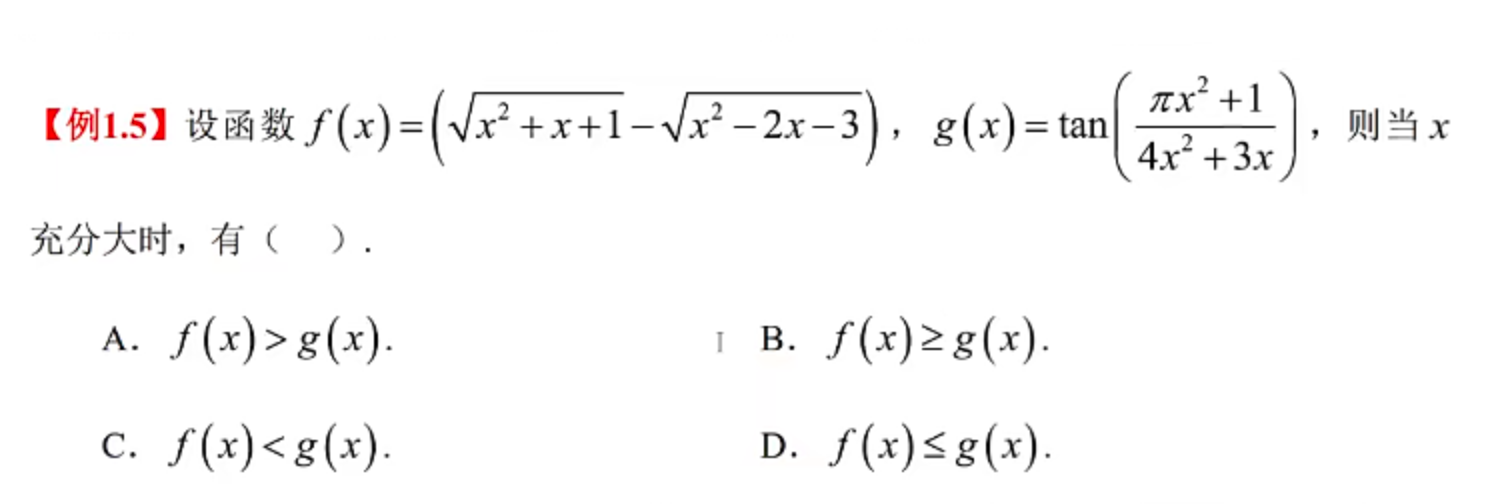 【例1.5】设函数 f(x)=(√(x²+x+1)-√(x²-2x-3)), g(x)=tan((πx²+1)/(4x²+3x)), 则当 x
充分大时，有（ ）.
A. f(x)>g(x). B. f(x)≥g(x).
C. f(x)<g(x). D. f(x)≤g(x).